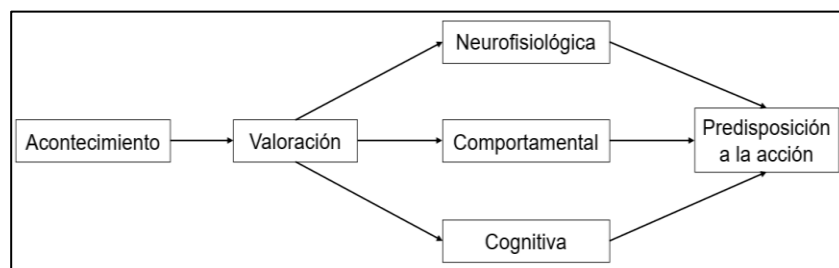 Neurofisiológica
Acontecimiento
Valoración
Comportamental
Predisposición
a la acción
Cognitiva